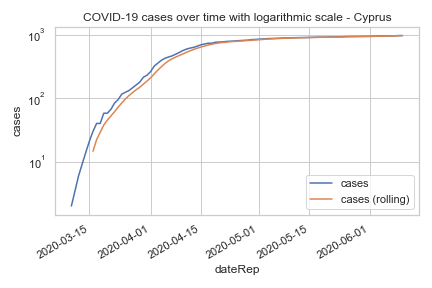 COVID-19 cases over time with logarithmic scale - Cyprus
10³
10²
10¹
cases
cases
cases (rolling)
2020-03-15
2020-04-01
2020-04-15
2020-05-01
2020-05-15
2020-06-01
dateRep